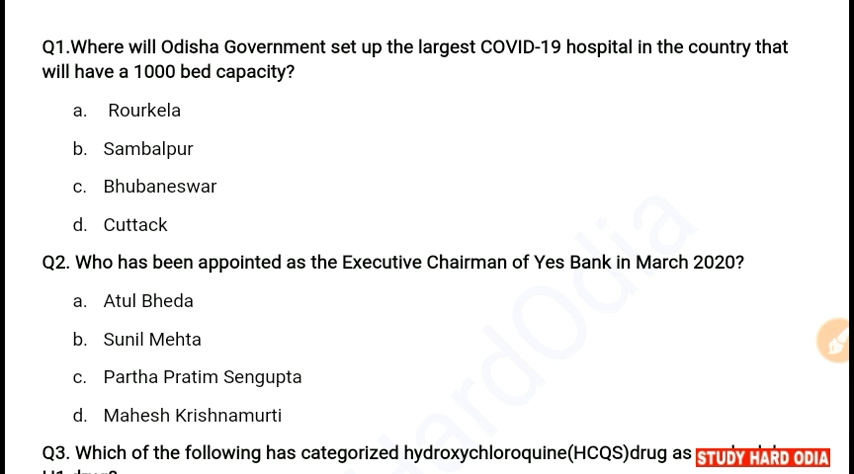 Q1.Where will Odisha Government set up the largest COVID-19 hospital in the country that
will have a 1000 bed capacity?
a. Rourkela
b. Sambalpur
c. Bhubaneswar
d. Cuttack
Q2. Who has been appointed as the Executive Chairman of Yes Bank in March 2020?
a. Atul Bheda
b. Sunil Mehta
c. Partha Pratim Sengupta
d. Mahesh Krishnamurti
Q3. Which of the following has categorized hydroxychloroquine(HCQS)drug as
STUDY HARD ODIA